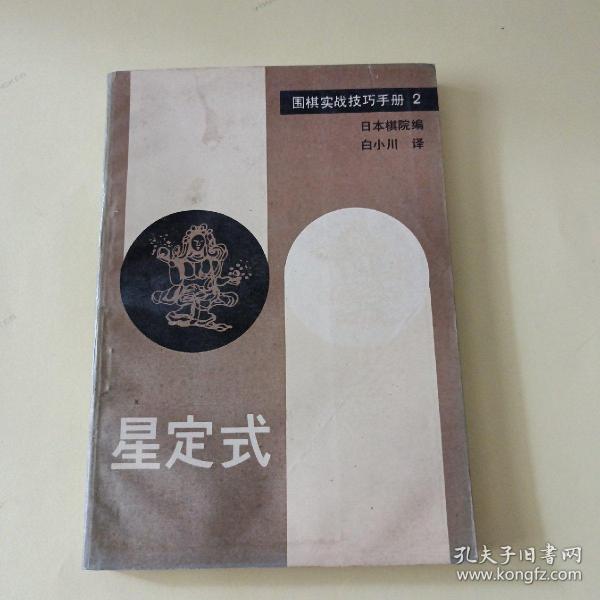 围棋实战技巧手册 2
日本棋院编
白小川 译
星定式
孔夫子旧書网
www.kongfz.com